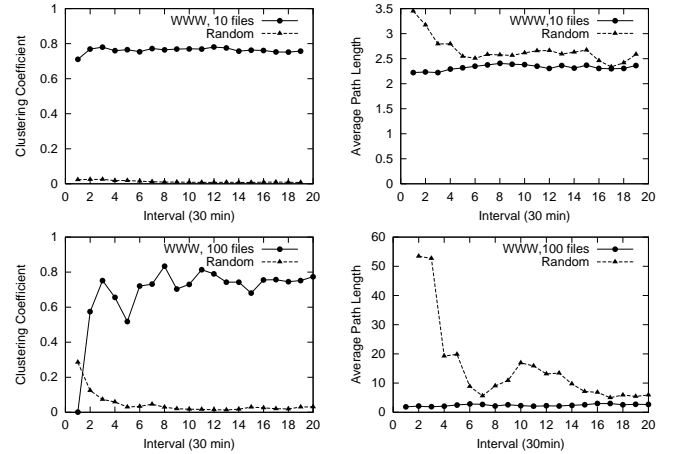 WWW, 10 files
Random
Clustering Coefficient
1
0.8
0.6
0.4
0.2
0
0 2 4 6 8 10 12 14 16 18 20
Interval (30 min)
WWW, 10 files
Random
Average Path Length
3.5
3
2.5
2
1.5
1
0.5
0
0 2 4 6 8 10 12 14 16 18 20
Interval (30 min)
WWW, 100 files
Random
Clustering Coefficient
1
0.8
0.6
0.4
0.2
0
0 2 4 6 8 10 12 14 16 18 20
Interval (30 min)
WWW,100 files
Random
Average Path Length
60
50
40
30
20
10
0
0 2 4 6 8 10 12 14 16 18 20
Interval (30min)